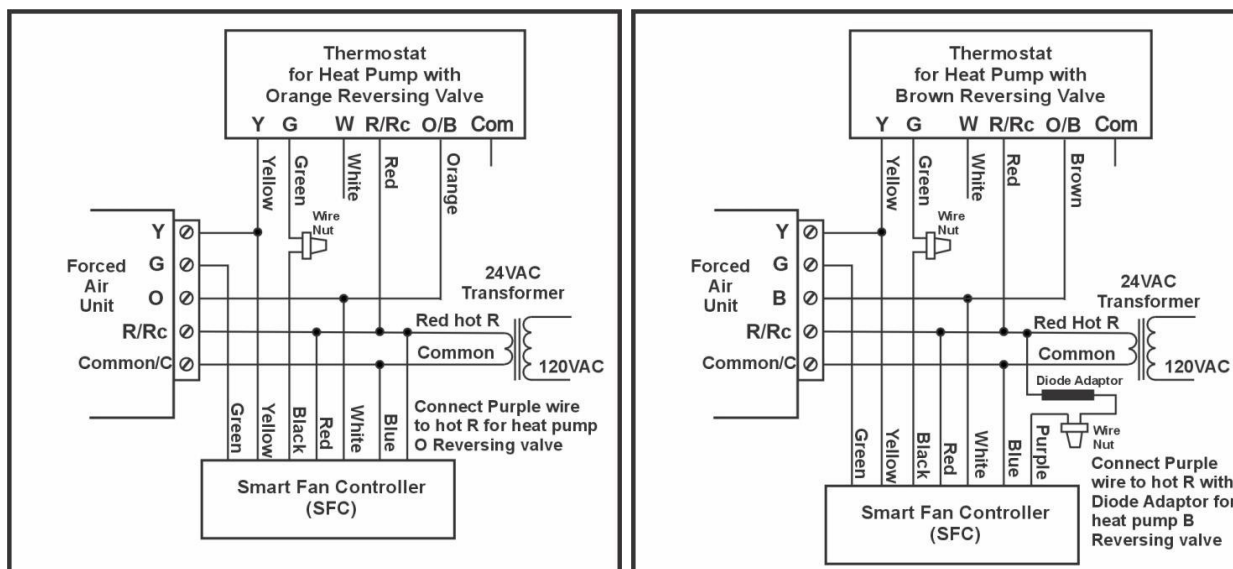 Thermostat
for Heat Pump with
Orange Reversing Valve
Y G W R/Rc O/B Com
Yellow
Green
White
Red
Orange
Wire
Nut
Forced
Air
Unit
Y
G
O
R/Rc
Common/C
24VAC
Transformer
Red hot R
Common
120VAC
Green
Yellow
Black
Red
White
Blue
Connect Purple wire
to hot R for heat pump
O Reversing valve
Smart Fan Controller
(SFC)
Thermostat
for Heat Pump with
Brown Reversing Valve
Y G W R/Rc O/B Com
Yellow
Green
White
Red
Brown
Wire
Nut
Forced
Air
Unit
Y
G
B
R/Rc
Common/C
24VAC
Transformer
Red Hot R
Common
120VAC
Diode Adaptor
Wire
Nut
Green
Yellow
Black
Red
White
Blue
Purple
Connect Purple
wire to hot R with
Diode Adaptor for
heat pump B
Reversing valve
Smart Fan Controller
(SFC)